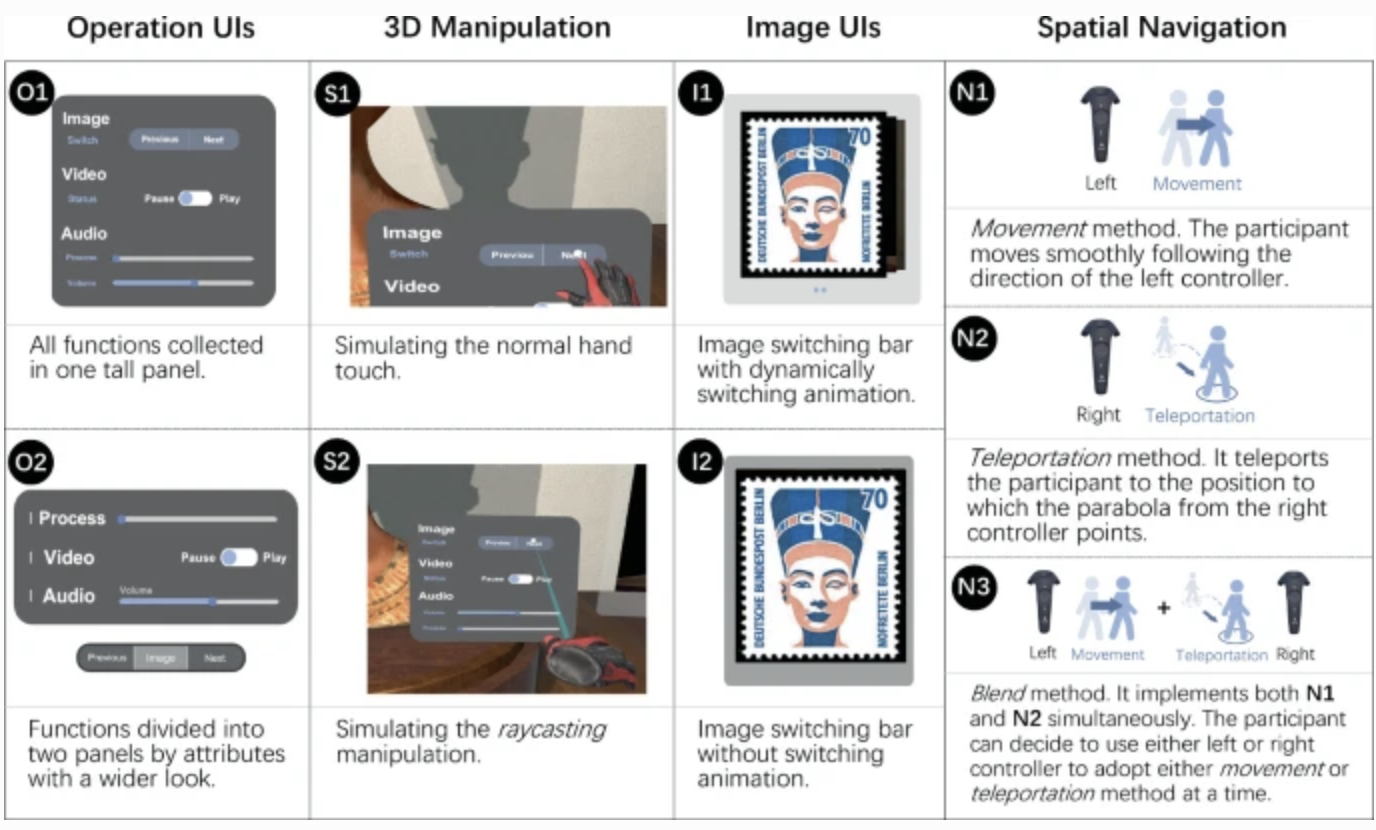 Operation UIs
3D Manipulation
Image UIs
Spatial Navigation
O1
Image
Switch
Previous
Next
Video
Status
Pause
Play
Audio
Process
Volume
All functions collected
in one tall panel.
S1
Image
Switch
Previou
Next
Video
Simulating the normal hand
touch.
I1
70
DEUTSCHE BUNDESPOST BERLIN
NOFRETETE BERLIN
Image switching bar
with dynamically
switching animation.
N1
Left
Movement
Movement method. The participant
moves smoothly following the
direction of the left controller.
N2
Right
Teleportation
Teleportation method. It teleports
the participant to the position to
which the parabola from the right
controller points.
O2
Process
Video
Pause
Play
Audio
Volume
Previous
Image
Next
Functions divided into
two panels by attributes
with a wider look.
S2
Image
Switch
Video
Pause
Play
Audio
Simulating the raycasting
manipulation.
I2
70
DEUTSCHE BUNDESPOST BERLIN
NOFRETETE BERLIN
Image switching bar
without switching
animation.
N3
Left
Movement
+
Teleportation
Right
Blend method. It implements both N1
and N2 simultaneously. The participant
can decide to use either left or right
controller to adopt either movement or
teleportation method at a time.